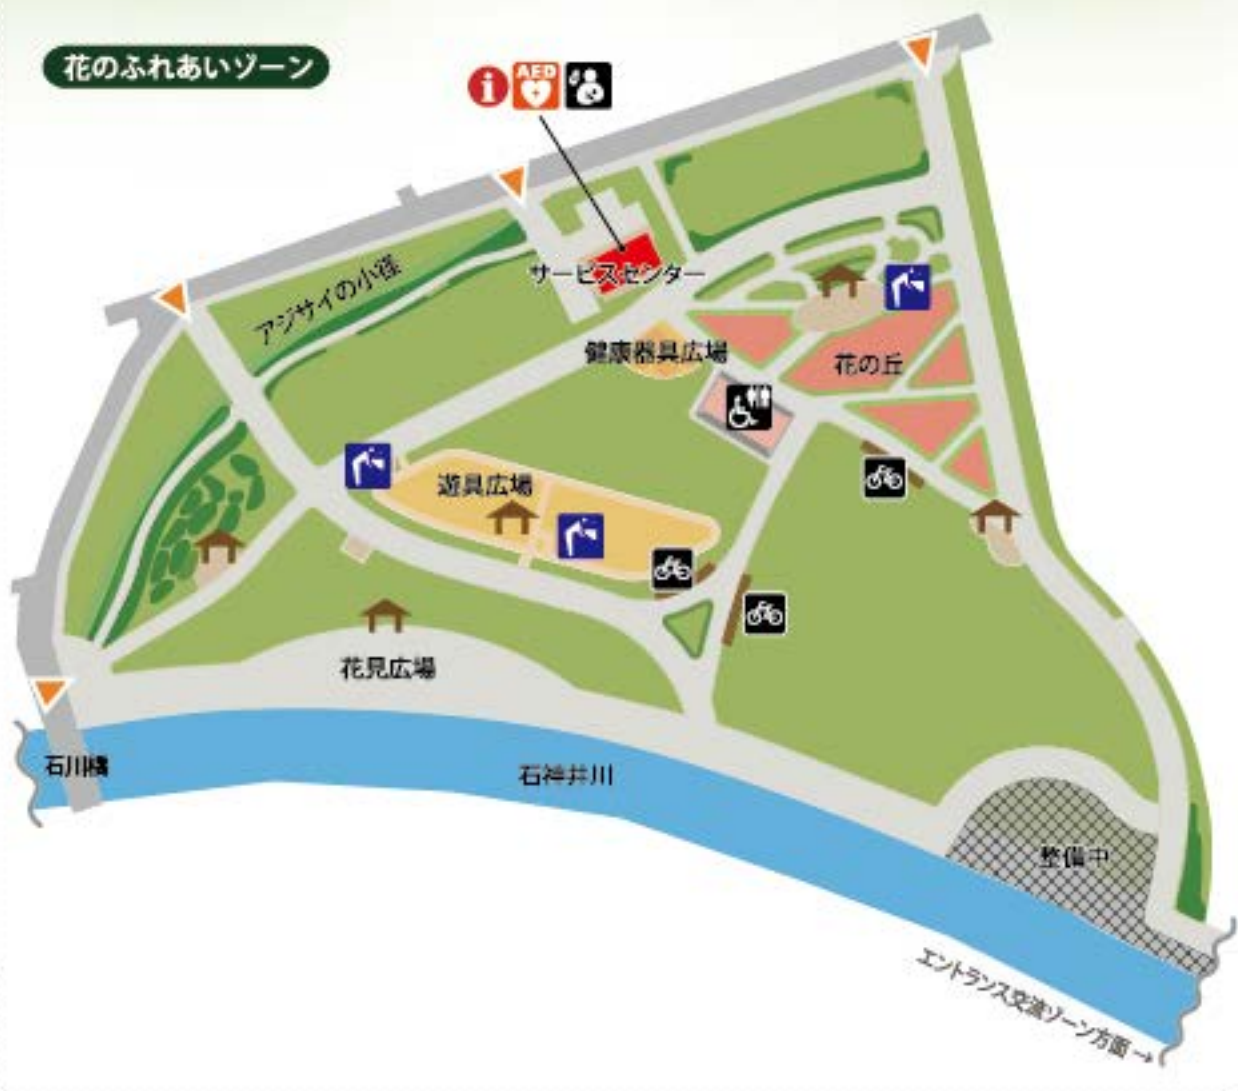 花のふれあいゾーン
i
AED
アジサイの小径
サービスセンター
健康器具広場
花の丘
遊具広場
花見広場
石川橋
石神井川
整備中
エントランス交流ゾーン方面→